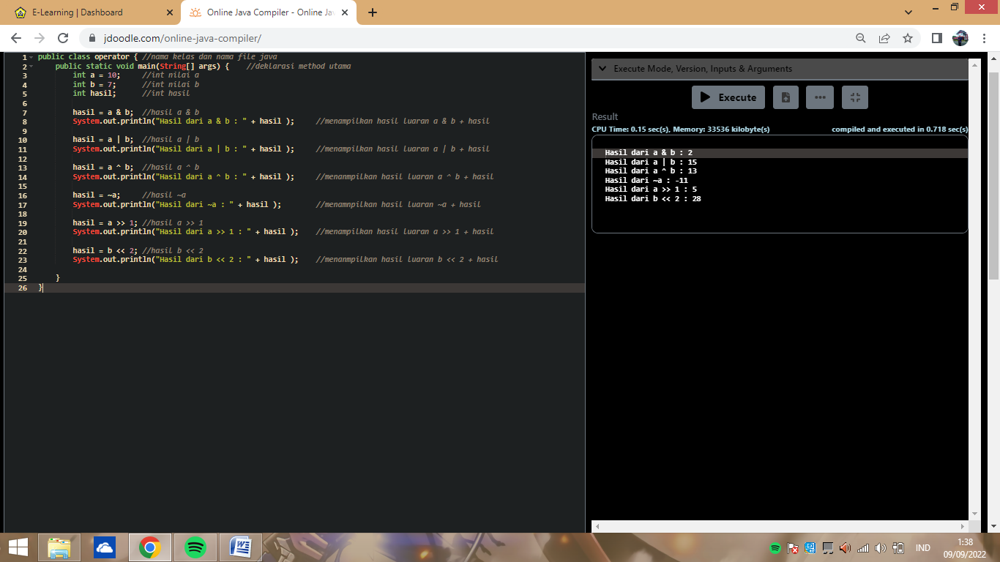 E-Learning | Dashboard
Online Java Compiler - Online Jav
jdoodle.com/online-java-compiler/
1 public class operator { //nama kelas dan nama file java
2 public static void main(String[] args) { //deklarasi method utama
3 int a = 10; //int nilai a
4 int b = 7; //int nilai b
5 int hasil; //int hasil
6
7 hasil = a & b; //hasil a & b
8 System.out.println("Hasil dari a & b : " + hasil ); //menampilkan hasil luaran a & b + hasil
9
10 hasil = a | b; //hasil a | b
11 System.out.println("Hasil dari a | b : " + hasil ); //menampilkan hasil luaran a | b + hasil
12
13 hasil = a ^ b; //hasil a ^ b
14 System.out.println("Hasil dari a ^ b : " + hasil ); //menanmpilkan hasil luaran a ^ b + hasil
15
16 hasil = ~a; //hasil ~a
17 System.out.println("Hasil dari ~a : " + hasil ); //menanmpilkan hasil luaran ~a + hasil
18
19 hasil = a >> 1; //hasil a >> 1
20 System.out.println("Hasil dari a >> 1 : " + hasil ); //menampilkan hasil luaran a >> 1 + hasil
21
22 hasil = b << 2; //hasil b << 2
23 System.out.println("Hasil dari b << 2 : " + hasil ); //menanmpilkan hasil luaran b << 2 + hasil
24
25 }
26 }
Execute Mode, Version, Inputs & Arguments
Execute
Result
CPU Time: 0.15 sec(s), Memory: 33536 kilobyte(s) compiled and executed in 0.718 sec(s)
Hasil dari a & b : 2
Hasil dari a | b : 15
Hasil dari a ^ b : 13
Hasil dari ~a : -11
Hasil dari a >> 1 : 5
Hasil dari b << 2 : 28
IND
1:38
09/09/2022